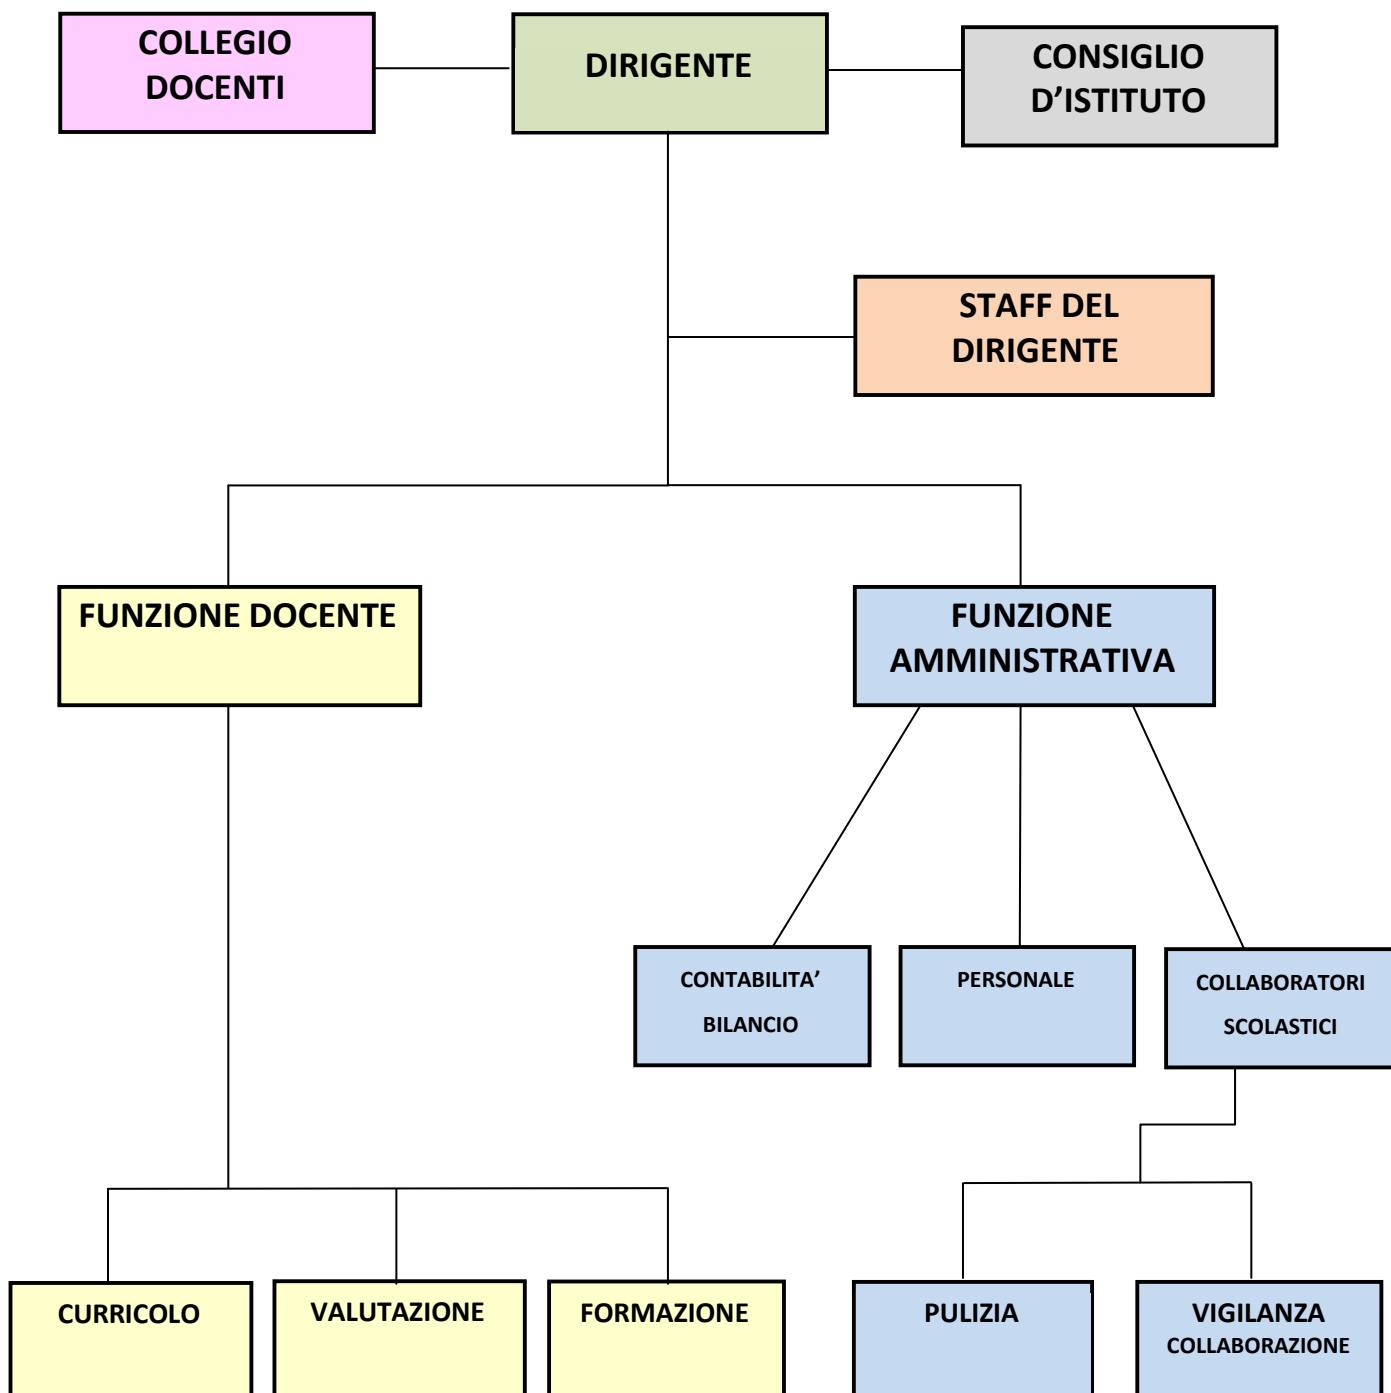 COLLEGIO
DOCENTI
DIRIGENTE
CONSIGLIO
D’ISTITUTO
STAFF DEL
DIRIGENTE
FUNZIONE DOCENTE
FUNZIONE
AMMINISTRATIVA
CONTABILITA’
BILANCIO
PERSONALE
COLLABORATORI
SCOLASTICI
CURRICOLO
VALUTAZIONE
FORMAZIONE
PULIZIA
VIGILANZA
COLLABORAZIONE